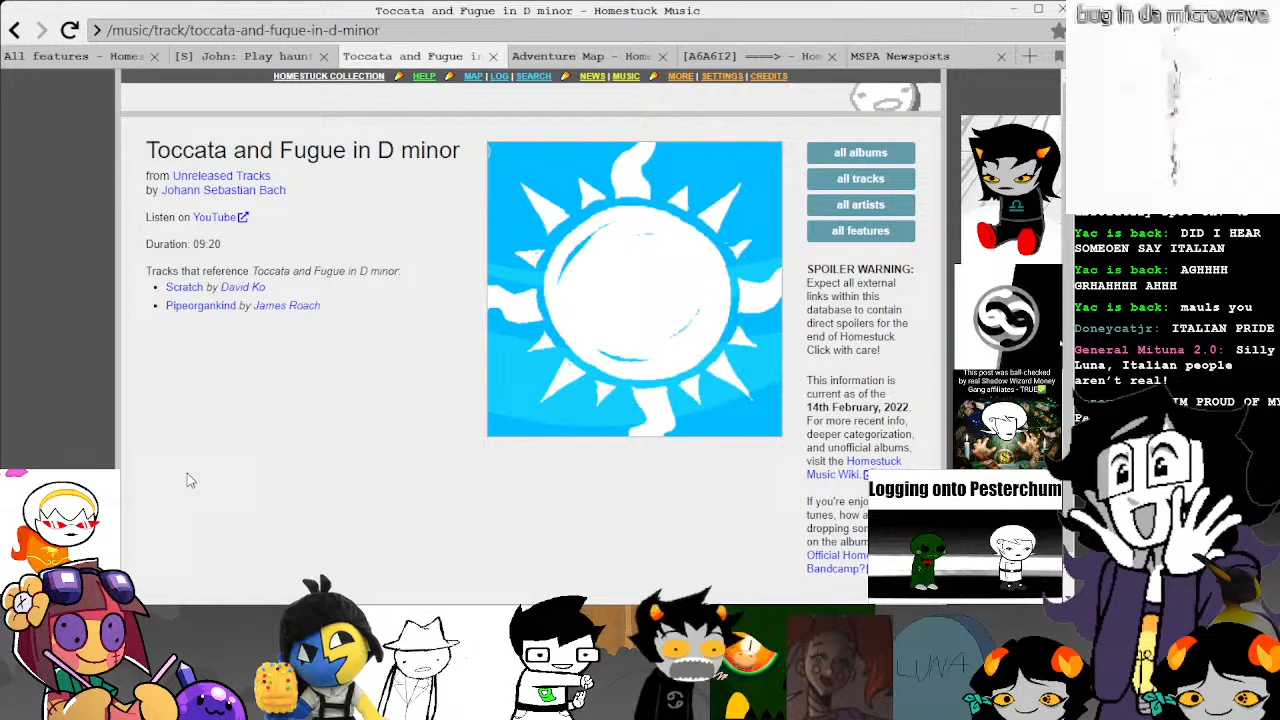 Toccata and Fugue in D minor - Homestuck Music
/music/track/toccata-and-fugue-in-d-minor
All features - Homes
[S] John: Play haunt
Toccata and Fugue in
Adventure Map - Home
[A6A6I2] ===> - Hom
MSPA Newsposts
HOMESTUCK COLLECTION HELP MAP | LOG | SEARCH NEWS | MUSIC MORE | SETTINGS | CREDITS
Toccata and Fugue in D minor
from Unreleased Tracks
by Johann Sebastian Bach
Listen on YouTube
Duration: 09:20
Tracks that reference Toccata and Fugue in D minor:
Scratch by David Ko
Pipeorgankind by James Roach
all albums
all tracks
all artists
all features
SPOILER WARNING:
Expect all external
links within this
database to contain
direct spoilers for the
end of Homestuck
Click with care!
This information is
current as of the
14th February, 2022.
For more recent info,
deeper categorization,
and unofficial albums,
visit the Homestuck
Music Wiki.
If you're enjo
tunes, how a
dropping so
on the album
Official Hom
Bandcamp?
This post was ball-checked
by real Shadow Wizard Money
Gang affiliates - TRUE✅
Logging onto Pesterchum
bug in da microwave
Yac is back: DID I HEAR
SOMEOEN SAY ITALIAN
Yac is back: AGHHHH
GRHAHHHH AHHH
Yac is back: mauls you
Doneycatjr: ITALIAN PRIDE
General Mituna 2.0: Silly
Luna, Italian people
aren't real!
IM PROUD OF MY
LUNA